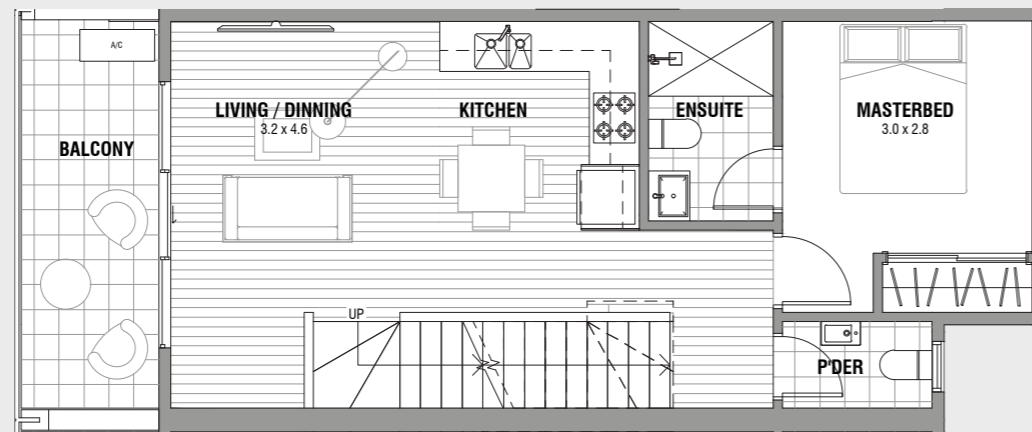 A/C
LIVING / DINNING
3.2 x 4.6
KITCHEN
ENSUITE
MASTERBED
3.0 x 2.8
BALCONY
UP
P'DER